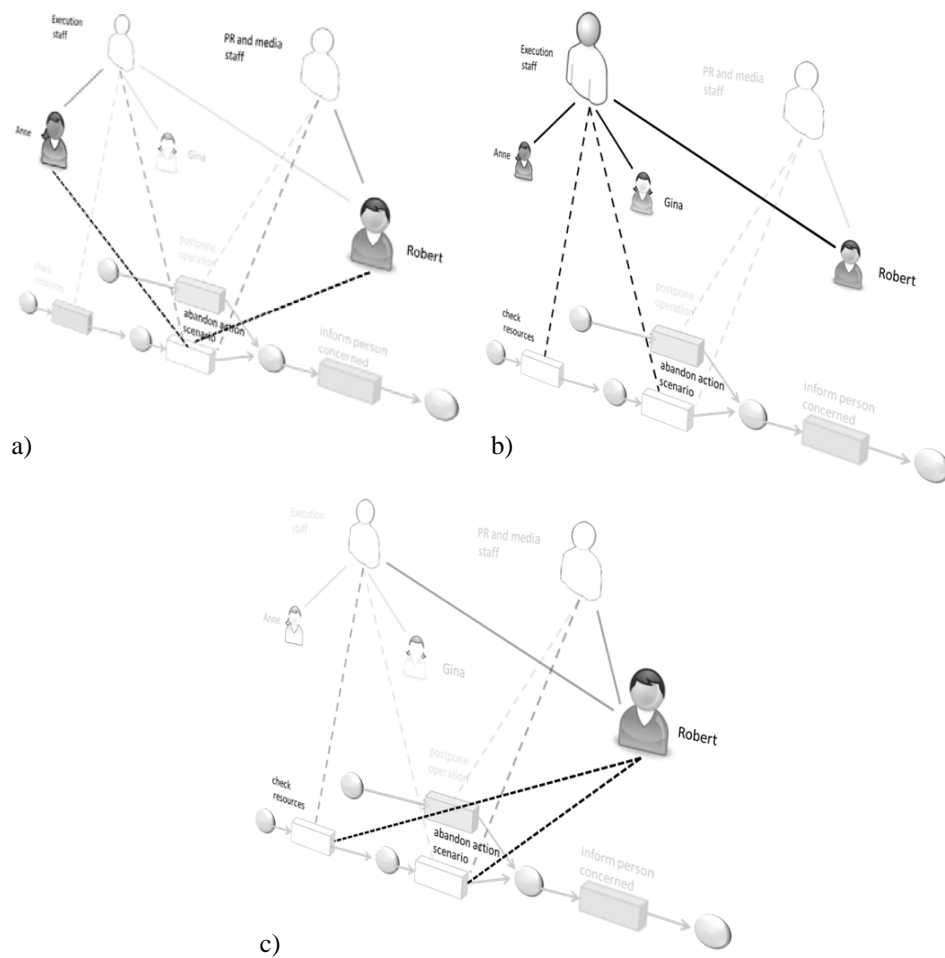 Execution
staff
PR and media
staff
Anne
Gina
Robert
postpone
operation
check
resources
abandon action
scenario
inform person
concerned
a)
Execution
staff
PR and media
staff
Anne
Gina
Robert
postpone
operation
check
resources
abandon action
scenario
inform person
concerned
b)
Execution
staff
PR and media
staff
Anne
Gina
Robert
postpone
operation
check
resources
abandon action
scenario
inform person
concerned
c)